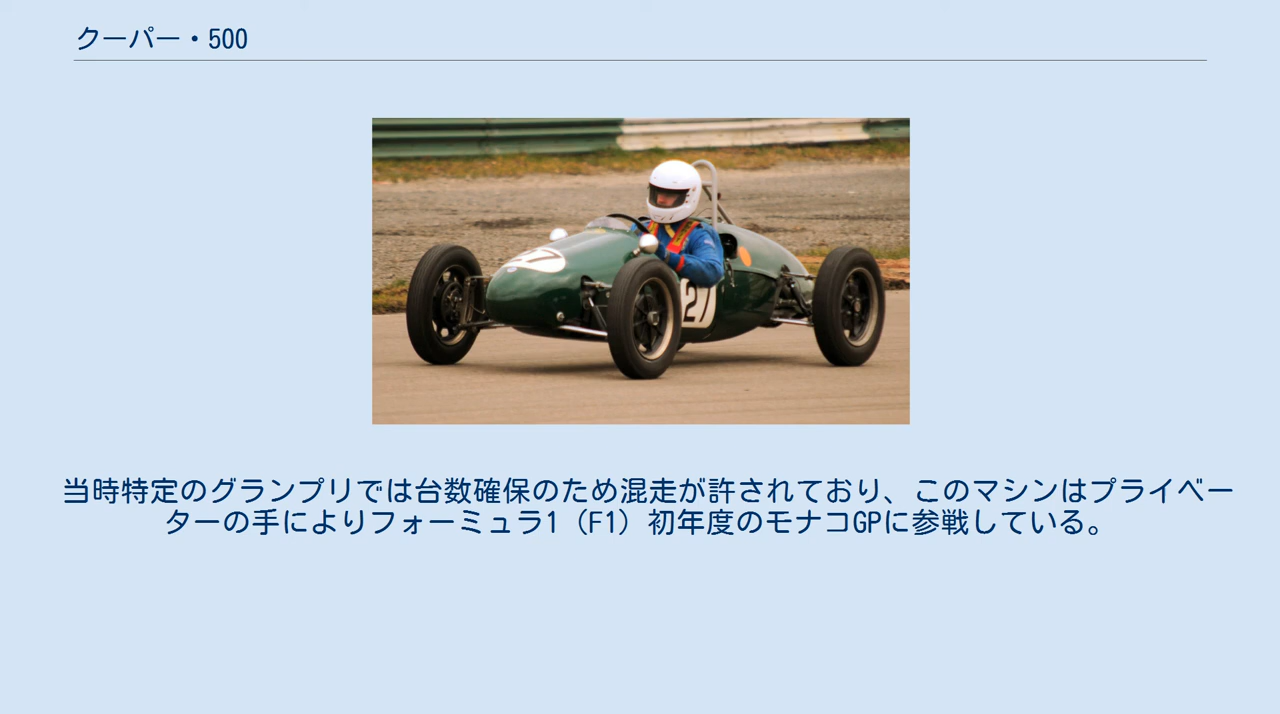 クーパー・500
27
27
当時特定のグランプリでは台数確保のため混走が許されており、このマシンはプライベー
ターの手によりフォーミュラ1（F1）初年度のモナコGPに参戦している。